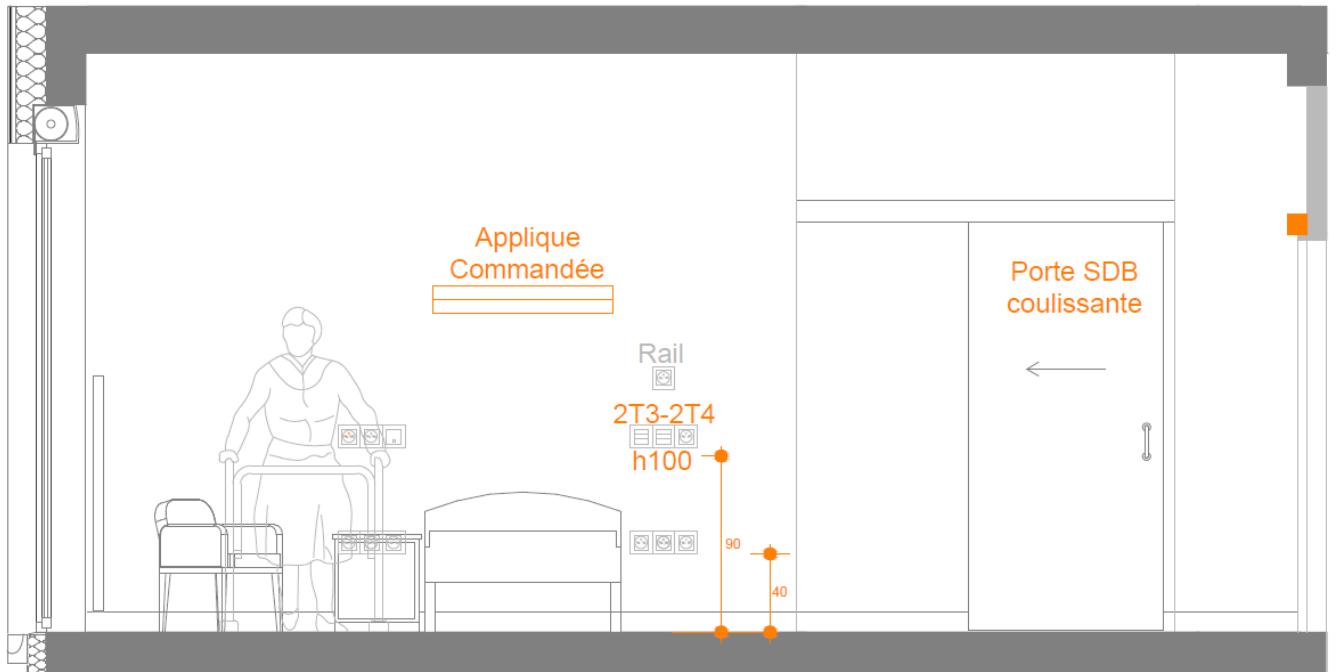 Applique
Commandée
Porte SDB
coulissante
Rail
2T3-2T4
h100
90
40